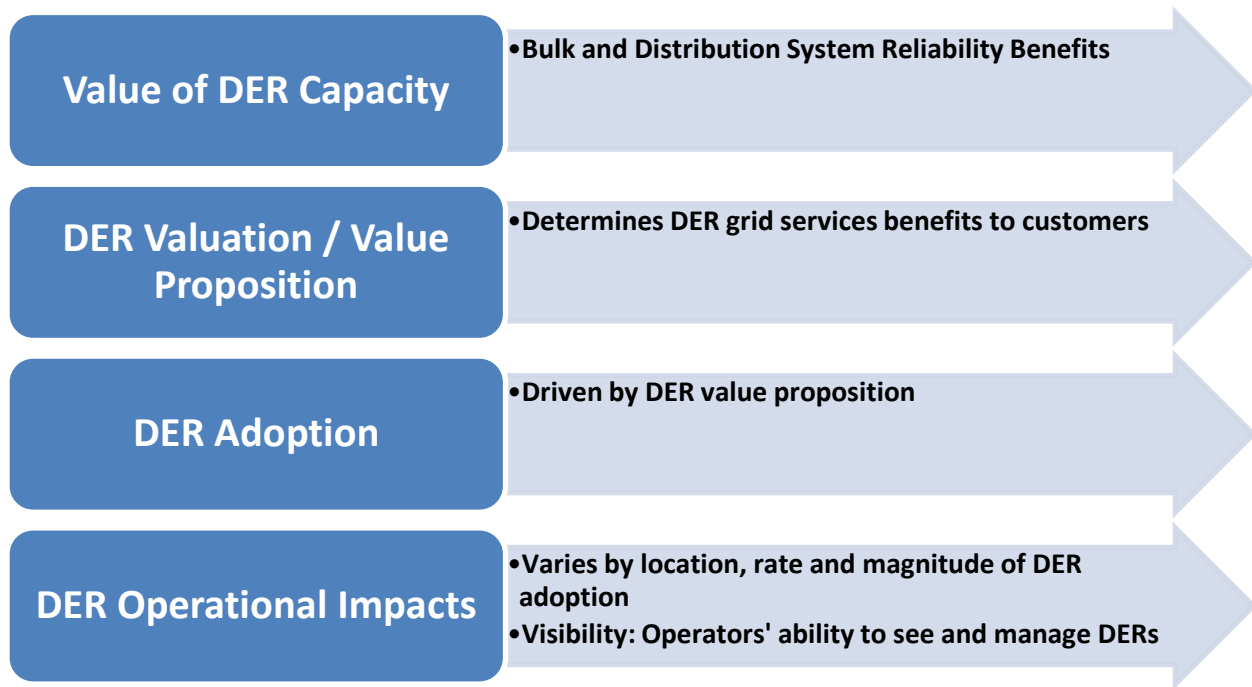 Value of DER Capacity
•Bulk and Distribution System Reliability Benefits
DER Valuation / Value
Proposition
•Determines DER grid services benefits to customers
DER Adoption
•Driven by DER value proposition
DER Operational Impacts
•Varies by location, rate and magnitude of DER
adoption
•Visibility: Operators' ability to see and manage DERs